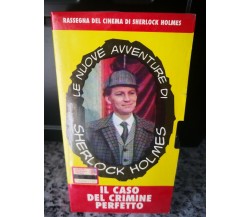 RASSEGNA DEL CINEMA DI SHERLOCK HOLMES
LE NUOVE AVVENTURE DI
SHERLOCK HOLMES
IL CASO
DEL CRIMINE
PERFETTO